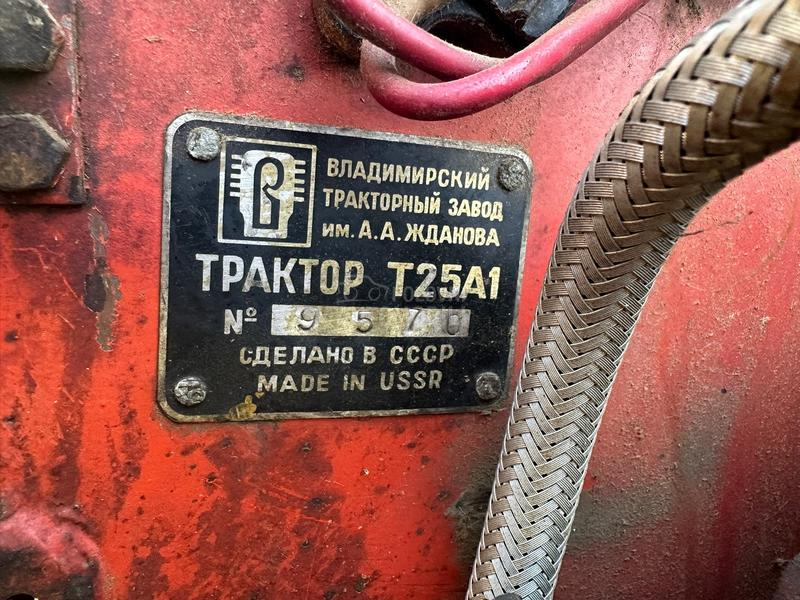 ВЛАДИМИРСКИЙ
ТРАКТОРНЫЙ ЗАВОД
ИМ. А.А. ЖДАНОВА
ТРАКТОР Т25А1
№ 9570
СДЕЛАНО В СССР
MADE IN USSR